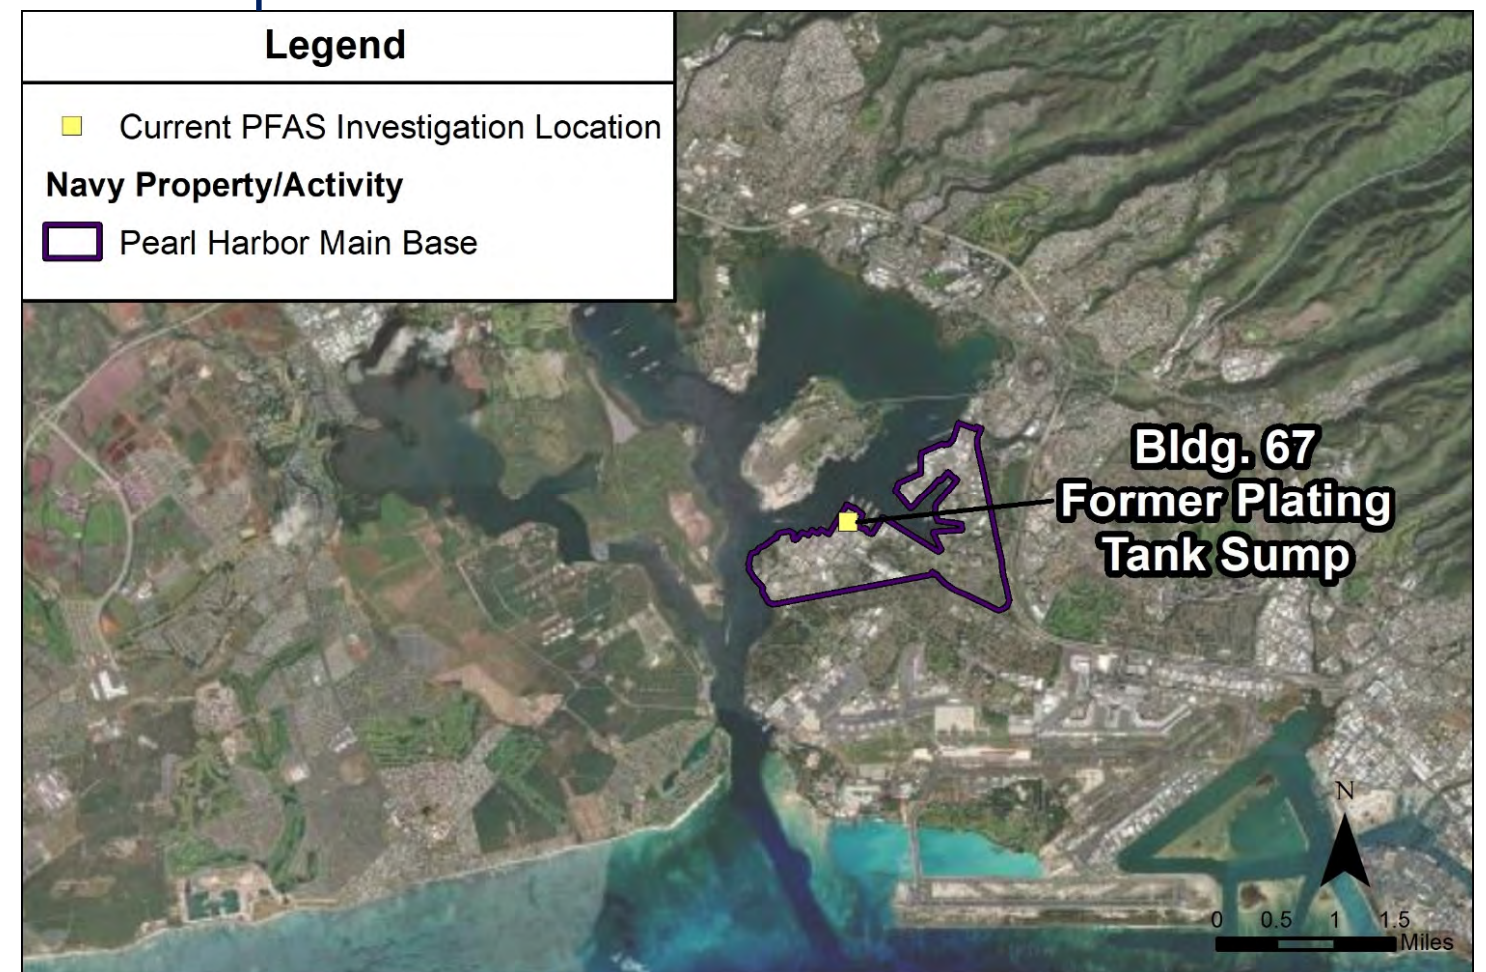 Legend
Current PFAS Investigation Location
Navy Property/Activity
Pearl Harbor Main Base
Bldg. 67
Former Plating
Tank Sump
N
0 0.5 1 1.5
Miles